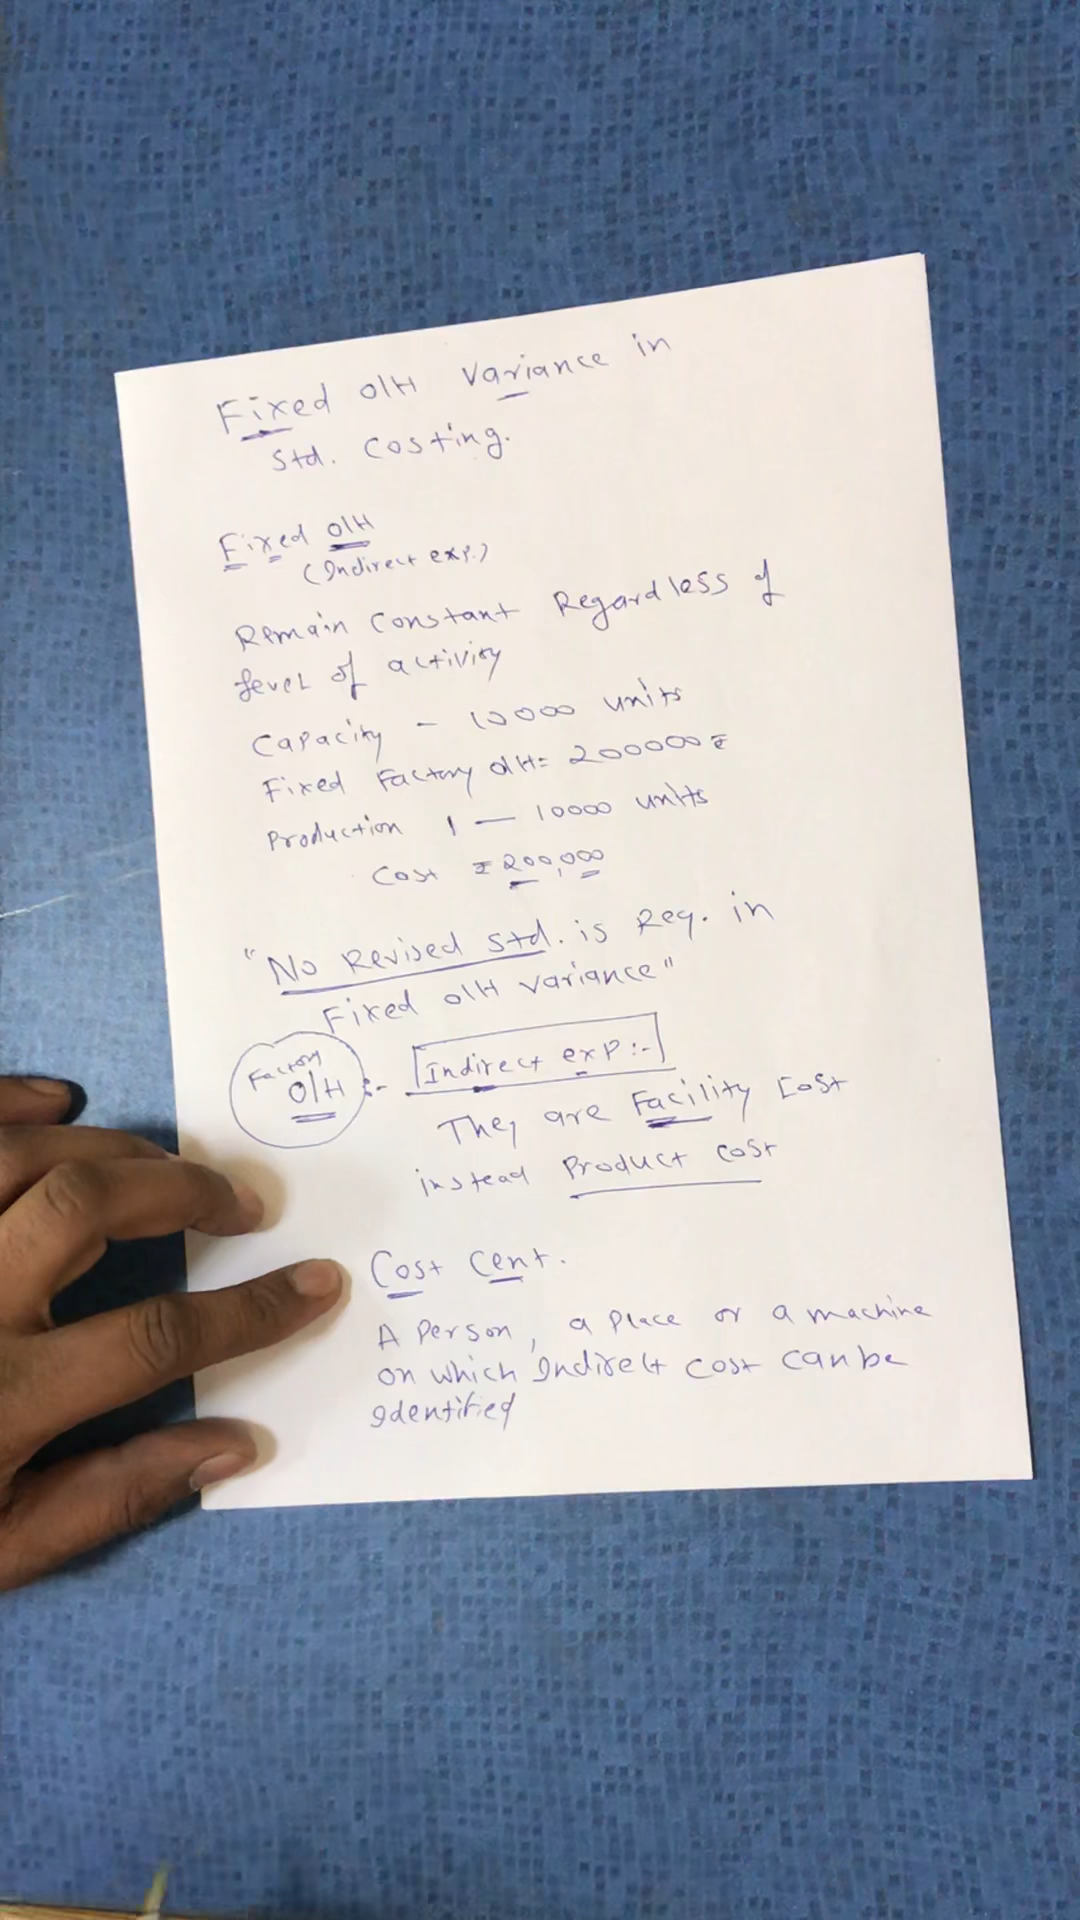 Fixed O/H Variance in
Std. Costing.
Fixed O/H
(Indirect exp.)
Remain Constant Regardless of
level of activity
Capacity - 10000 units
Fixed Factory O/H = 200000 ₹
Production 1 — 10000 units
Cost ₹ 200,000
"No Revised Std. is Req. in
Fixed O/H variance"
Factory
O/H :- Indirect exp :-
They are Facility Cost
instead Product cost
Cost Cent.
A Person, a place or a machine
on which Indirect cost can be
Identified